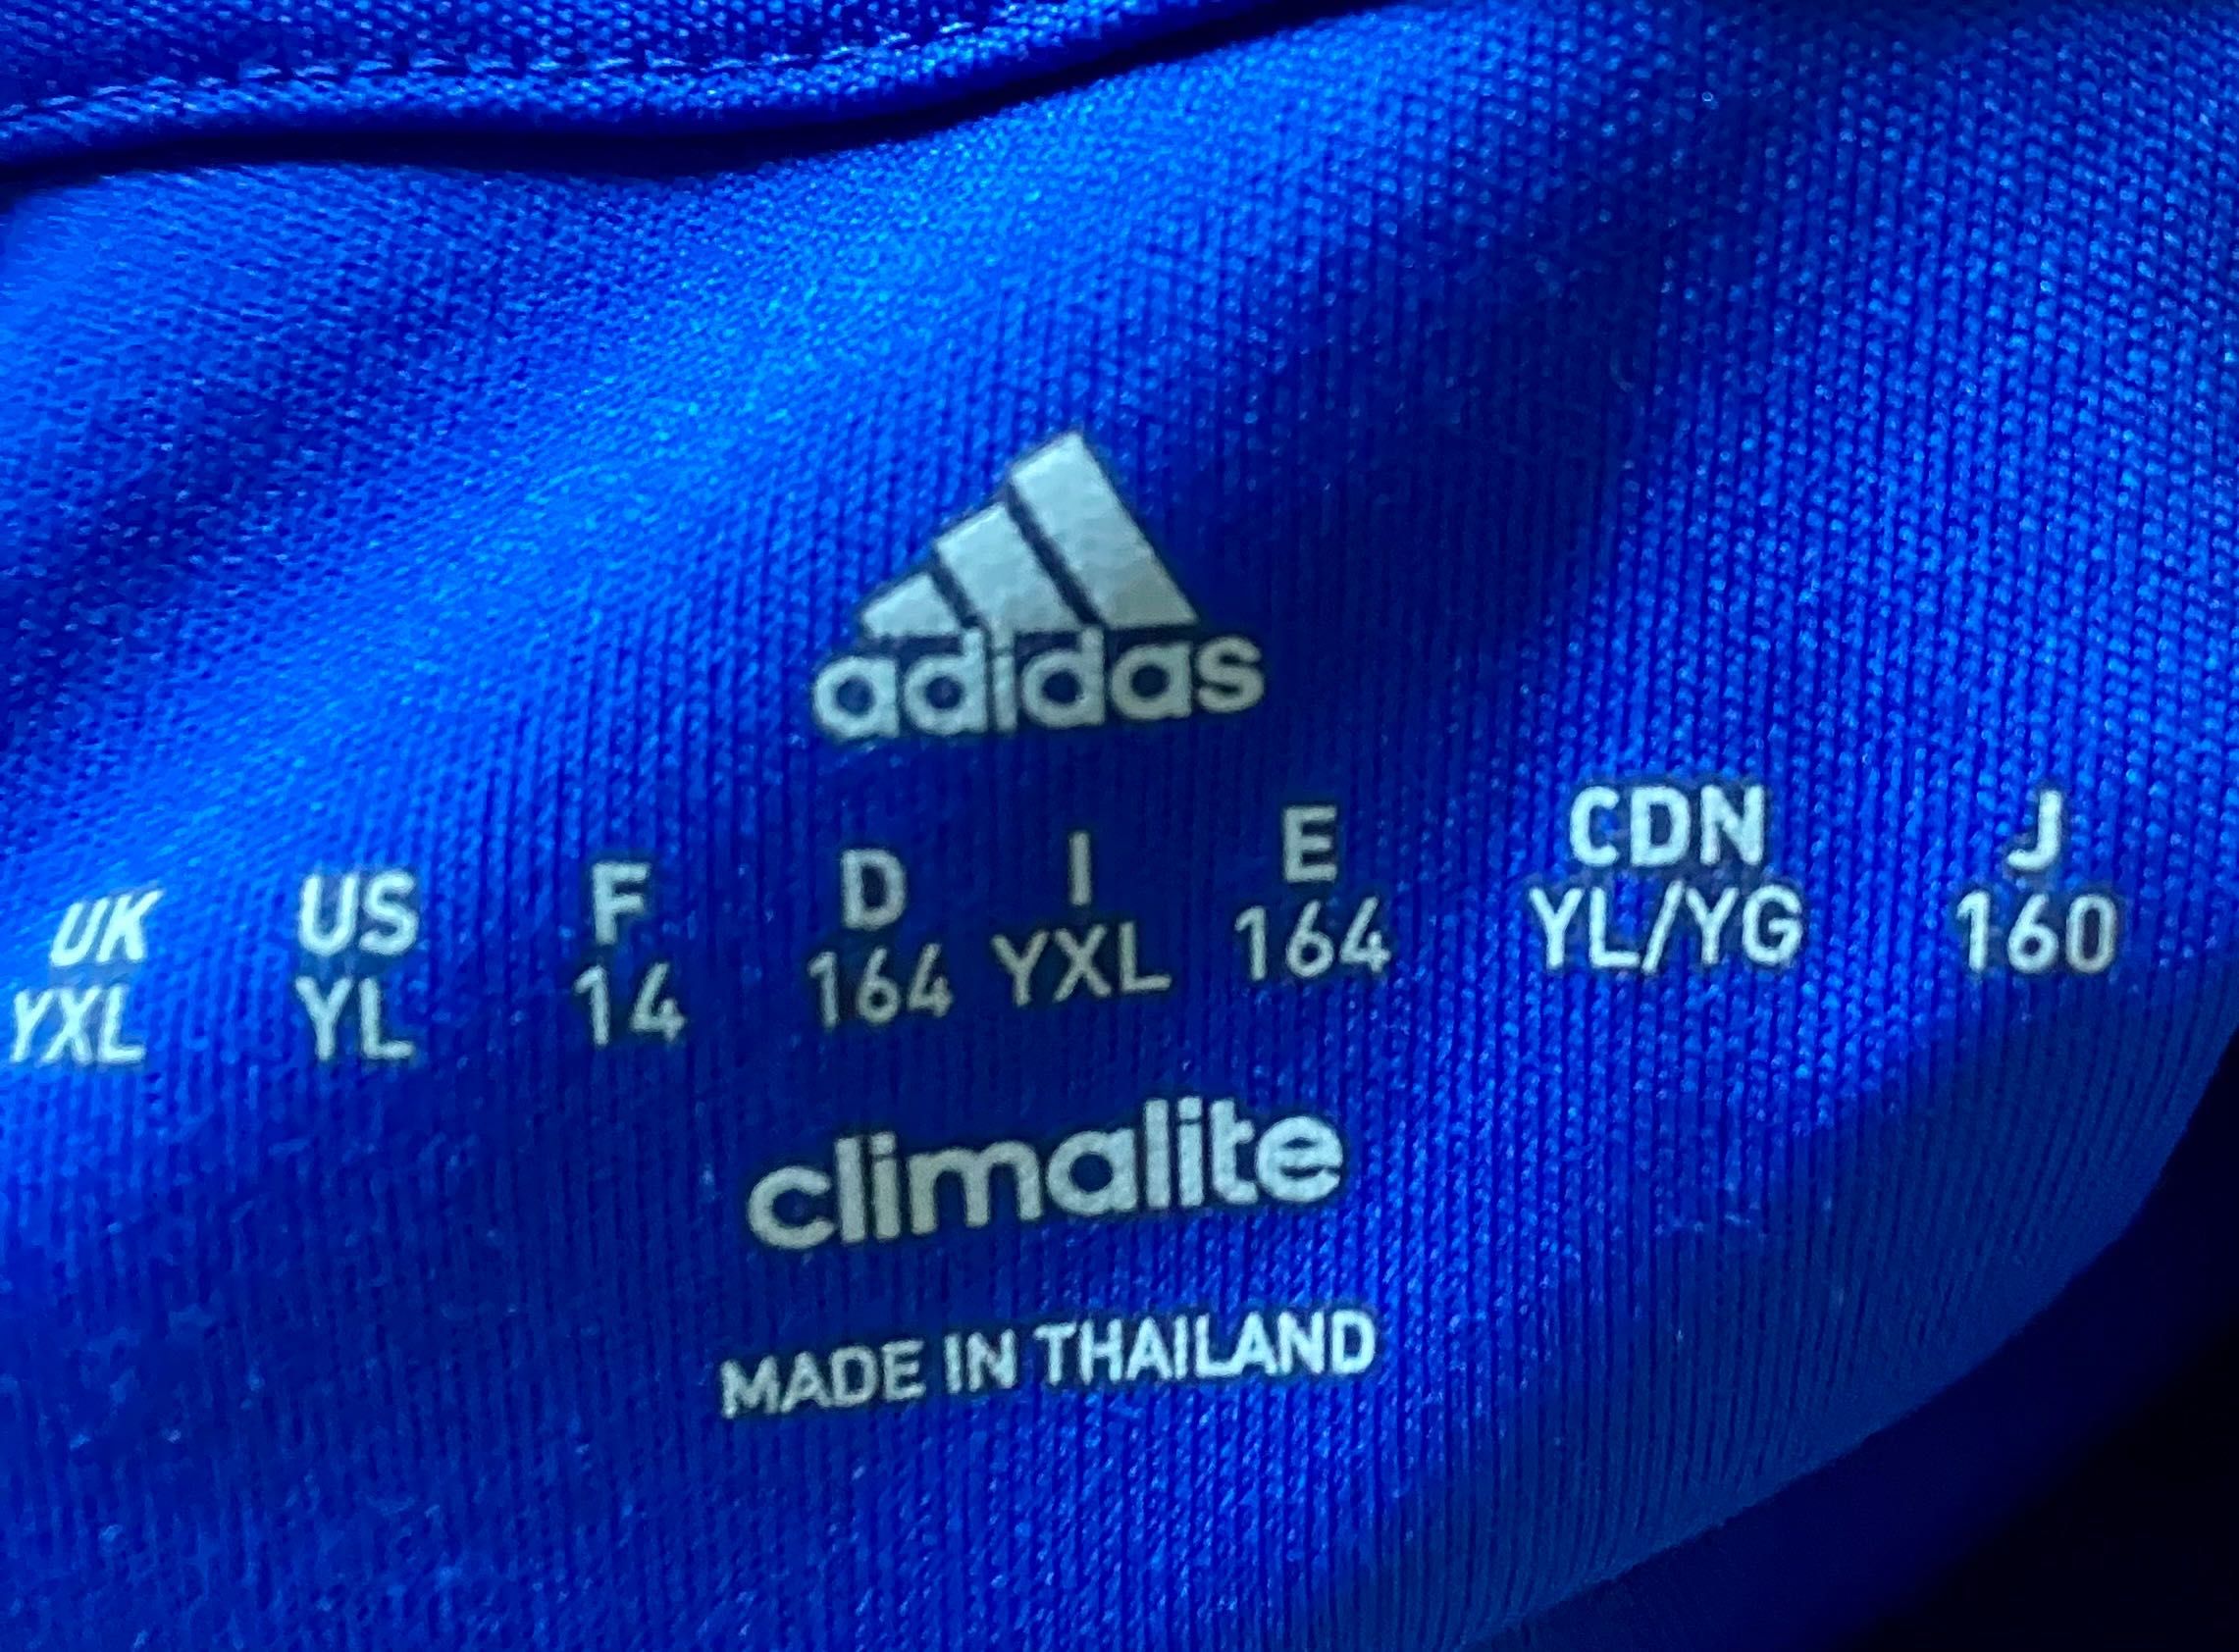 adidas
UK US F D I E CDN J
YXL YL 14 164 YXL 164 YL/YG 160
climalite
MADE IN THAILAND